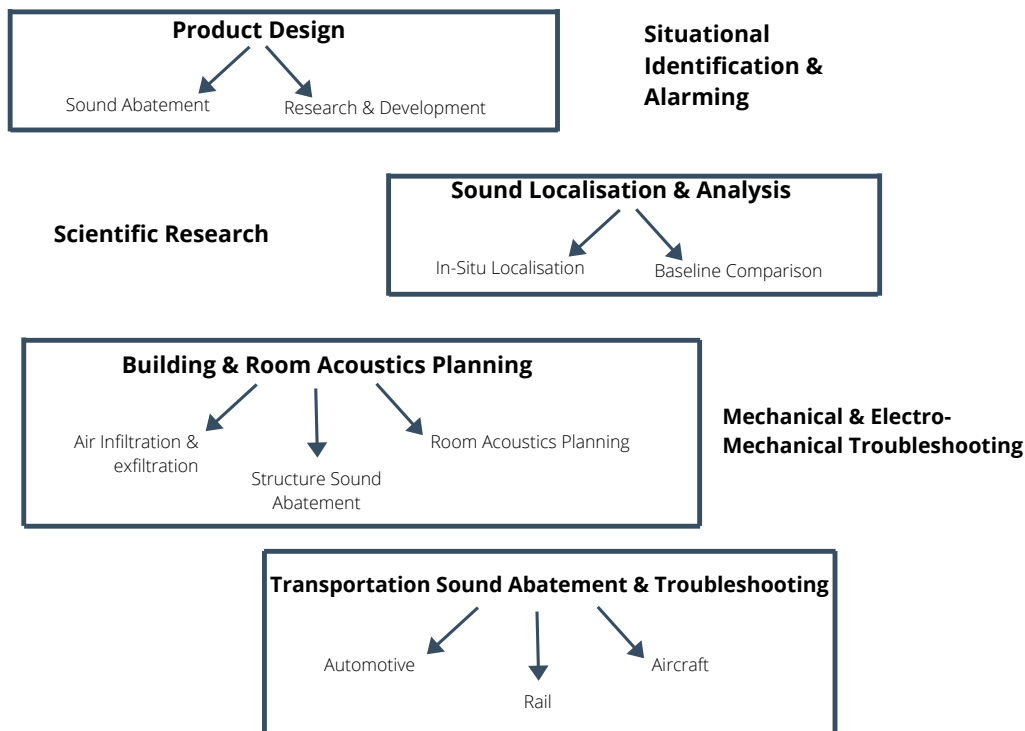 Product Design
Sound Abatement
Research & Development
Situational
Identification &
Alarming
Sound Localisation & Analysis
In-Situ Localisation
Baseline Comparison
Scientific Research
Building & Room Acoustics Planning
Air Infiltration &
exfiltration
Structure Sound
Abatement
Room Acoustics Planning
Mechanical & Electro-
Mechanical Troubleshooting
Transportation Sound Abatement & Troubleshooting
Automotive
Rail
Aircraft